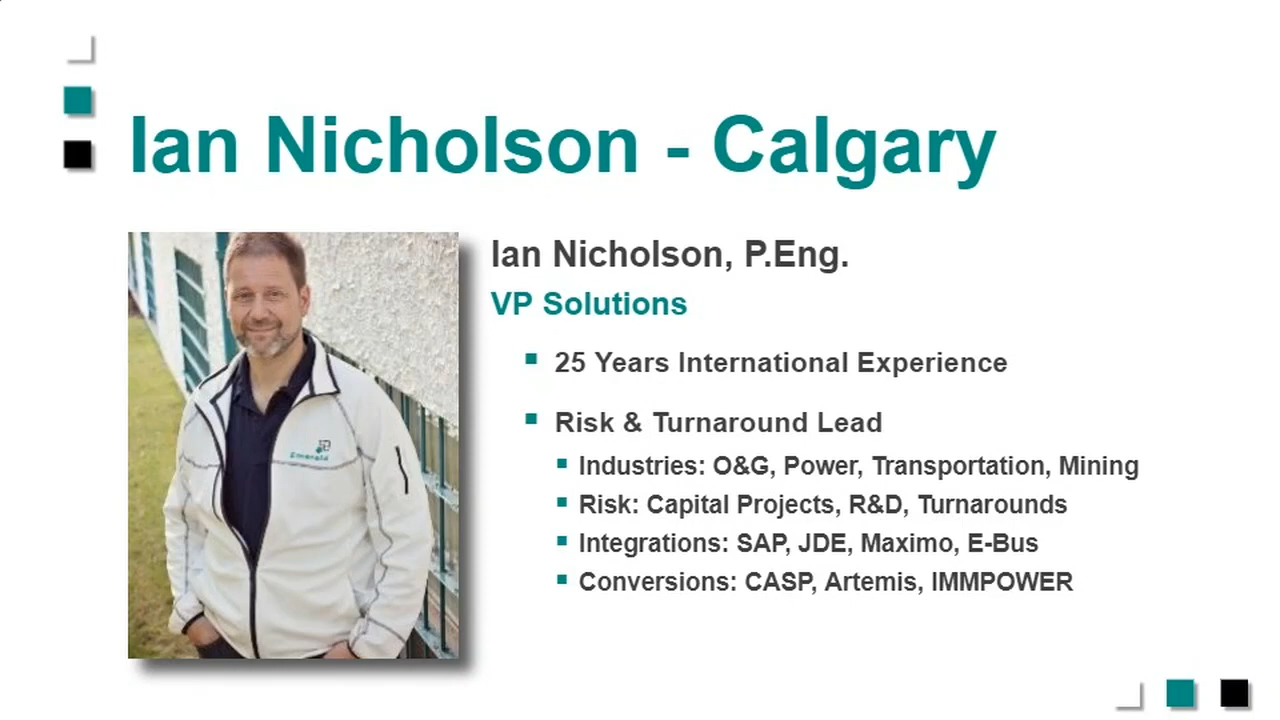 Ian Nicholson - Calgary
Ian Nicholson, P.Eng.
VP Solutions
25 Years International Experience
Risk & Turnaround Lead
Industries: O&G, Power, Transportation, Mining
Risk: Capital Projects, R&D, Turnarounds
Integrations: SAP, JDE, Maximo, E-Bus
Conversions: CASP, Artemis, IMMPOWER
Emerald